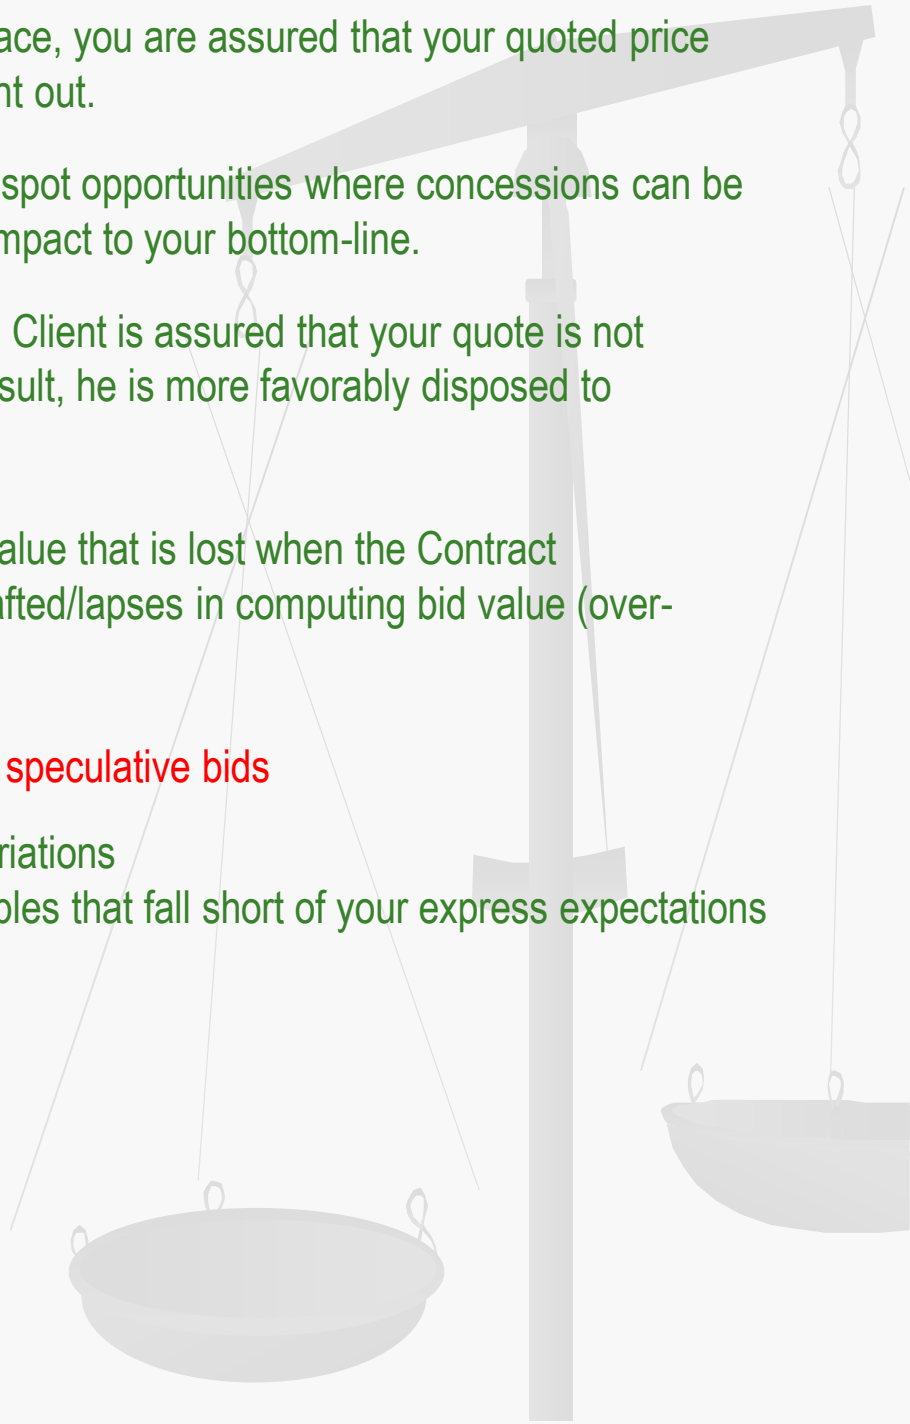 ace, you are assured that your quoted price
nt out.
spot opportunities where concessions can be
mpact to your bottom-line.
Client is assured that your quote is not
sult, he is more favorably disposed to
alue that is lost when the Contract
afted/lapses in computing bid value (over-
speculative bids
riations
bles that fall short of your express expectations